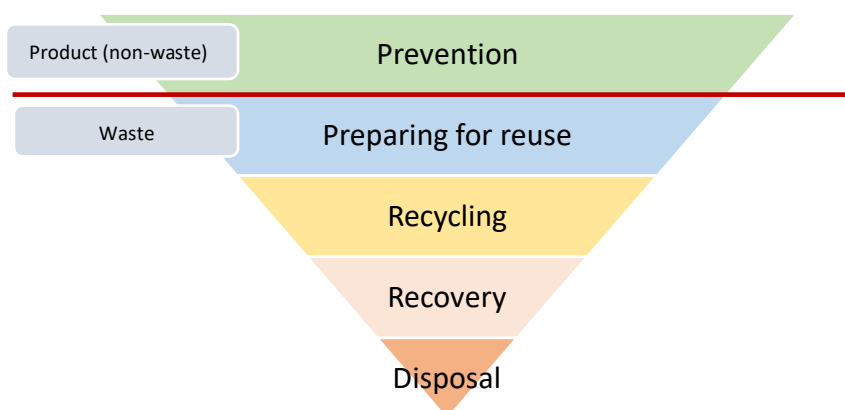 Product (non-waste)
Prevention
Waste
Preparing for reuse
Recycling
Recovery
Disposal